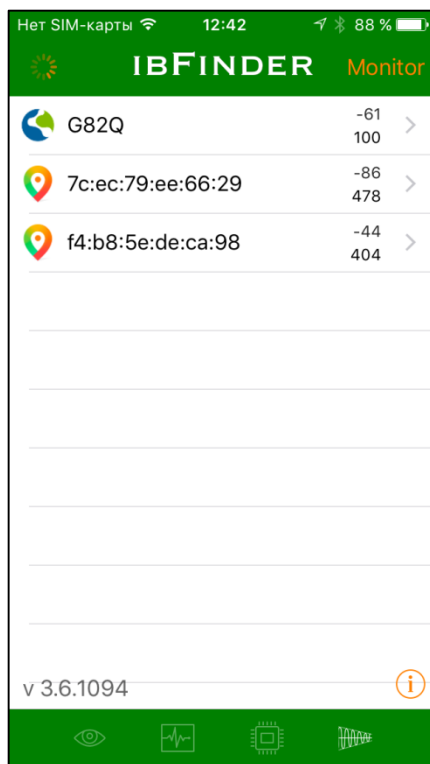 Нет SIM-карты 12:42 88 %
IBFINDER Monitor
G82Q -61
100
7c:ec:79:ee:66:29 -86
478
f4:b8:5e:de:ca:98 -44
404
v 3.6.1094 i